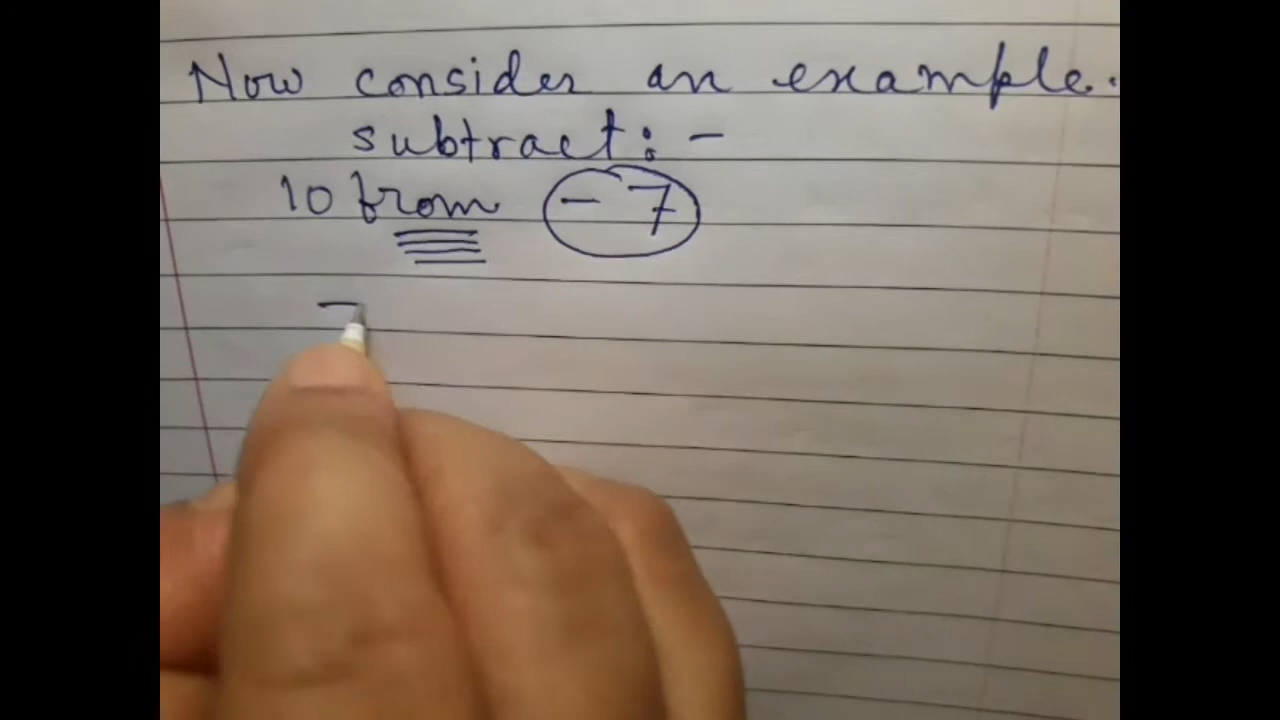 Now consider an example.
subtract:-
10 from -7
-